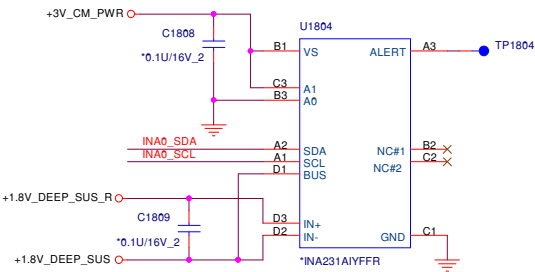 +3V_CM_PWR
U1804
C1808
*0.1U/16V_2
B1
VS
ALERT
A3
TP1804
C3
A1
B3
A0
INA0_SDA
A2
SDA
NC#1
B2
INA0_SCL
A1
SCL
NC#2
C2
D1
BUS
+1.8V_DEEP_SUS_R
C1809
D3
IN+
D2
IN-
GND
C1
*0.1U/16V_2
+1.8V_DEEP_SUS
*INA231AIYFFR